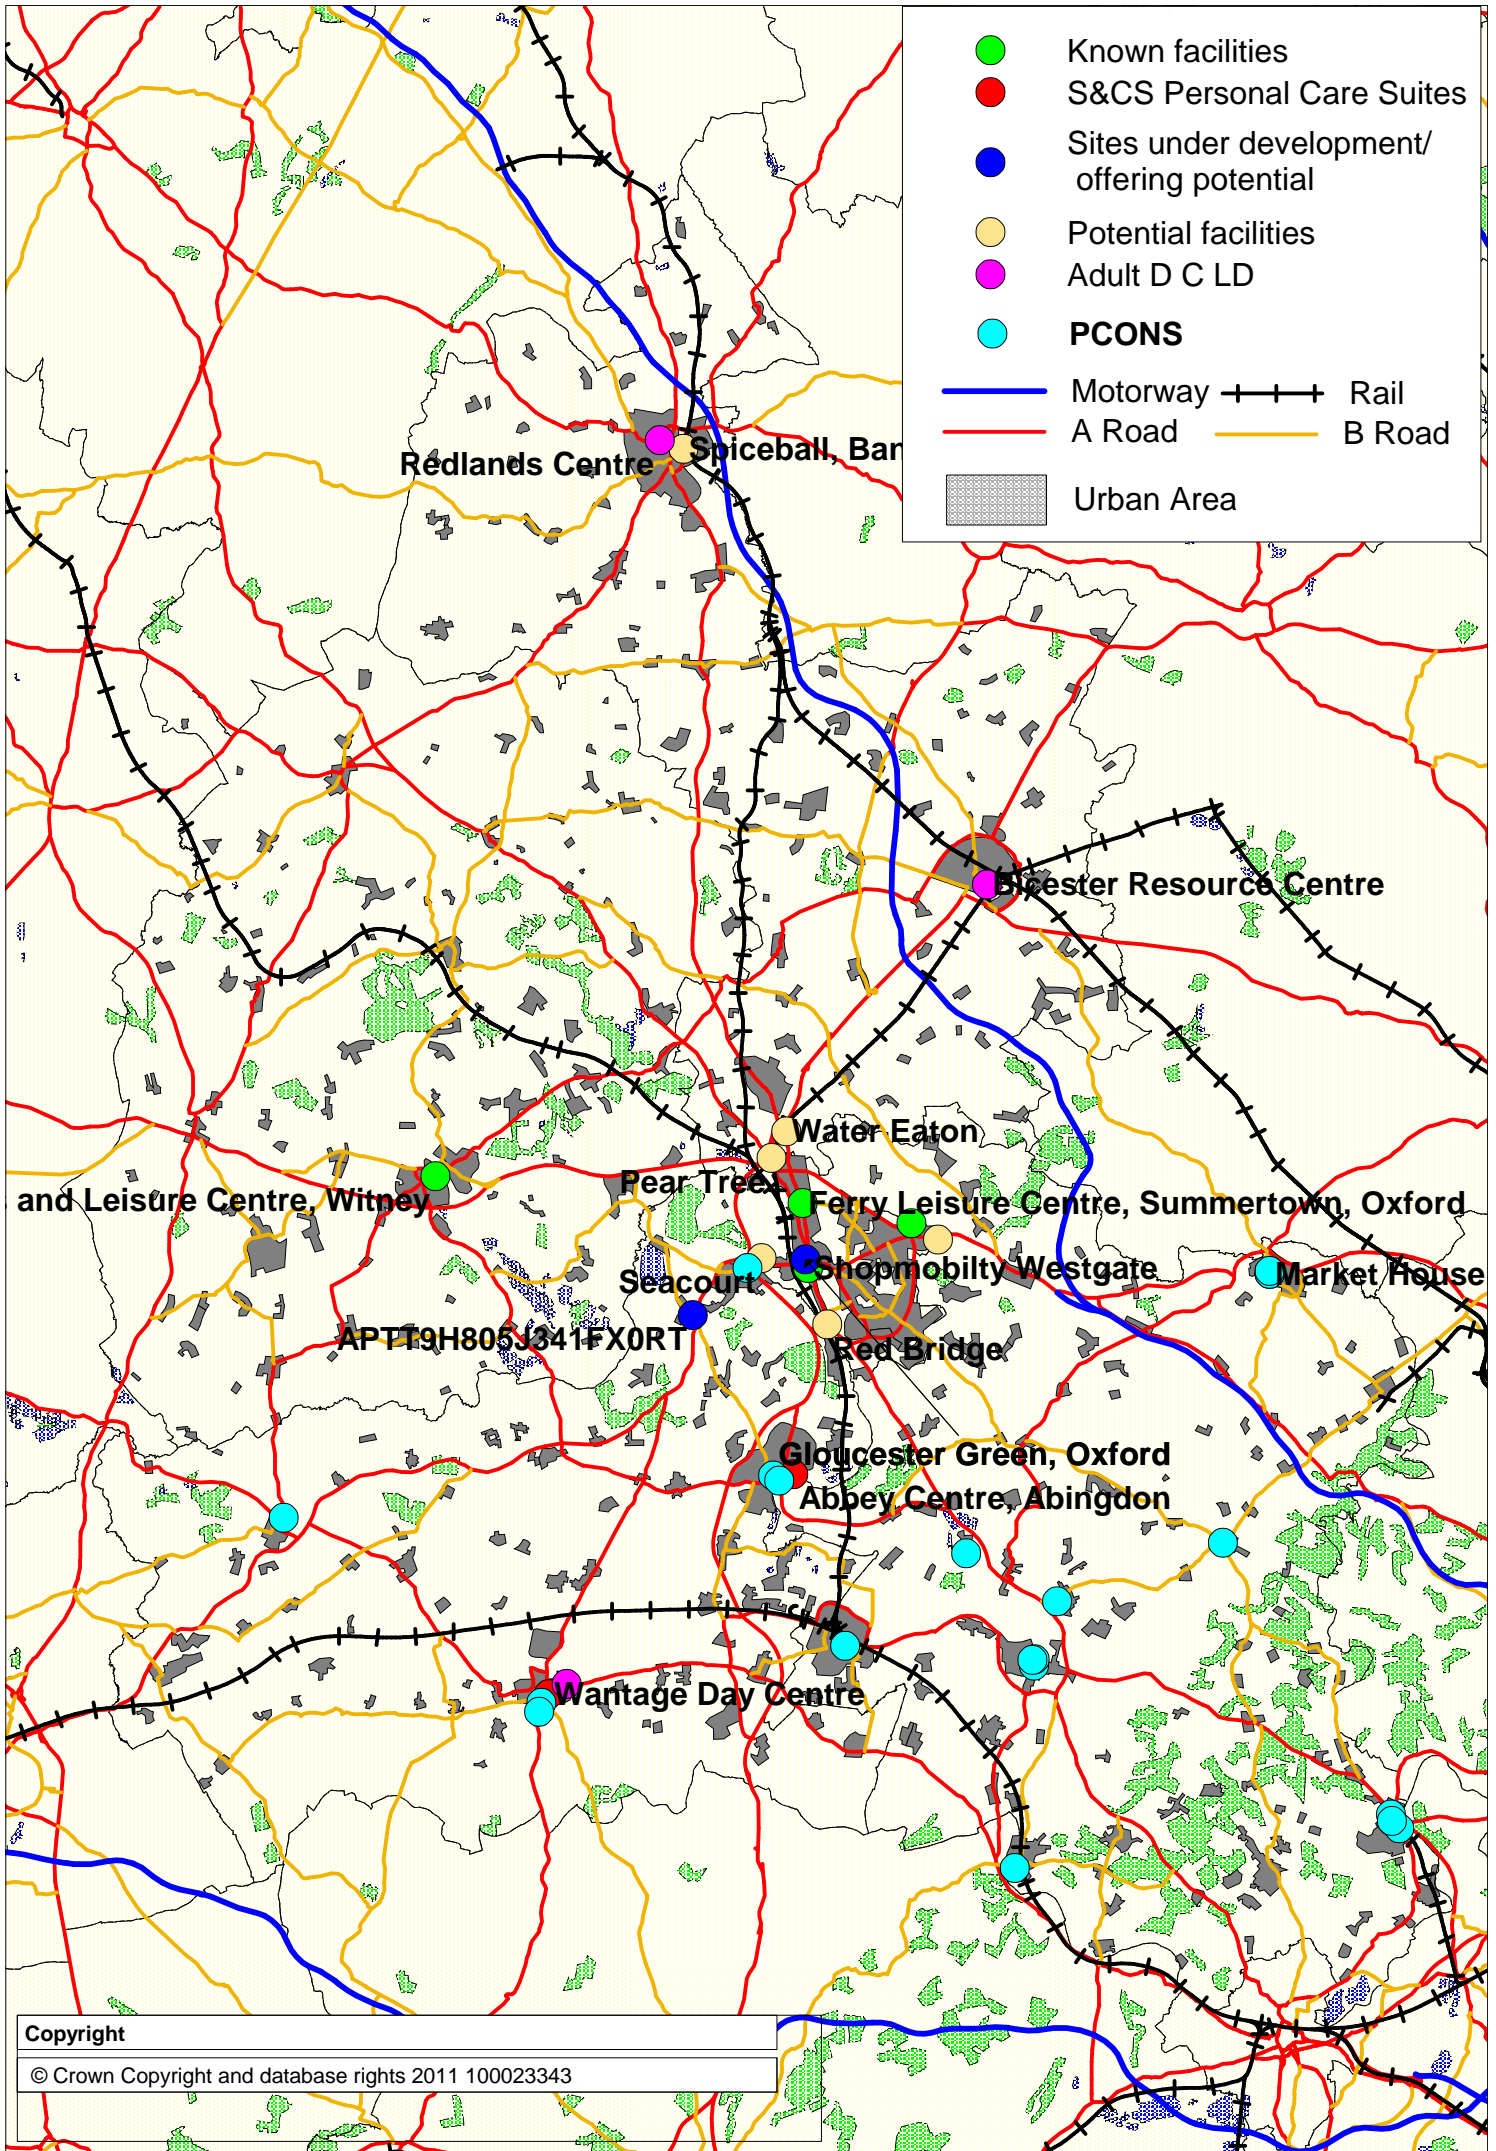 Known facilities
S&CS Personal Care Suites
Sites under development/
offering potential
Potential facilities
Adult D C LD
PCONS
Motorway
Rail
A Road
B Road
Urban Area
Spiceball, Ban
Redlands Centre
Bicester Resource Centre
Water Eaton
Pear Tree
and Leisure Centre, Witney
Ferry Leisure Centre, Summertown, Oxford
Shopmobilty Westgate
Market House
Seacourt
APTT9H805J341FX0RT
Red Bridge
Gloucester Green, Oxford
Abbey Centre, Abingdon
Wantage Day Centre
Copyright
© Crown Copyright and database rights 2011 100023343